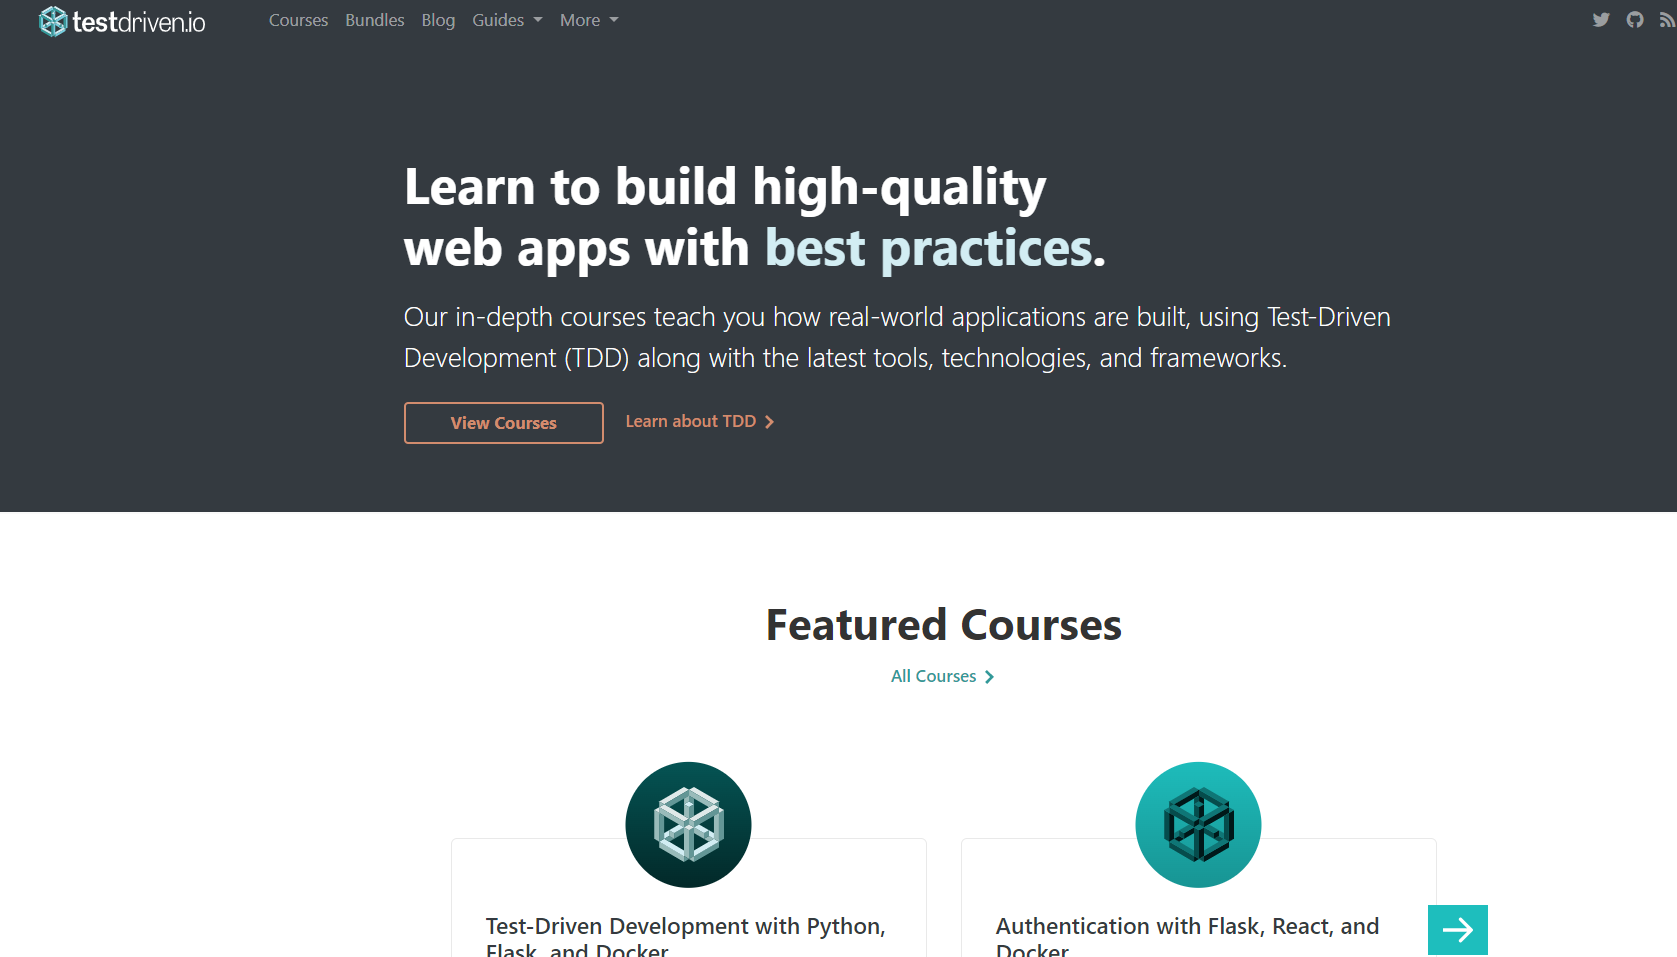 testdriven.io
Courses Bundles Blog Guides More
Learn to build high-quality
web apps with best practices.
Our in-depth courses teach you how real-world applications are built, using Test-Driven
Development (TDD) along with the latest tools, technologies, and frameworks.
View Courses Learn about TDD
Featured Courses
All Courses
Test-Driven Development with Python,
Flask, and Docker
Authentication with Flask, React, and
Docker